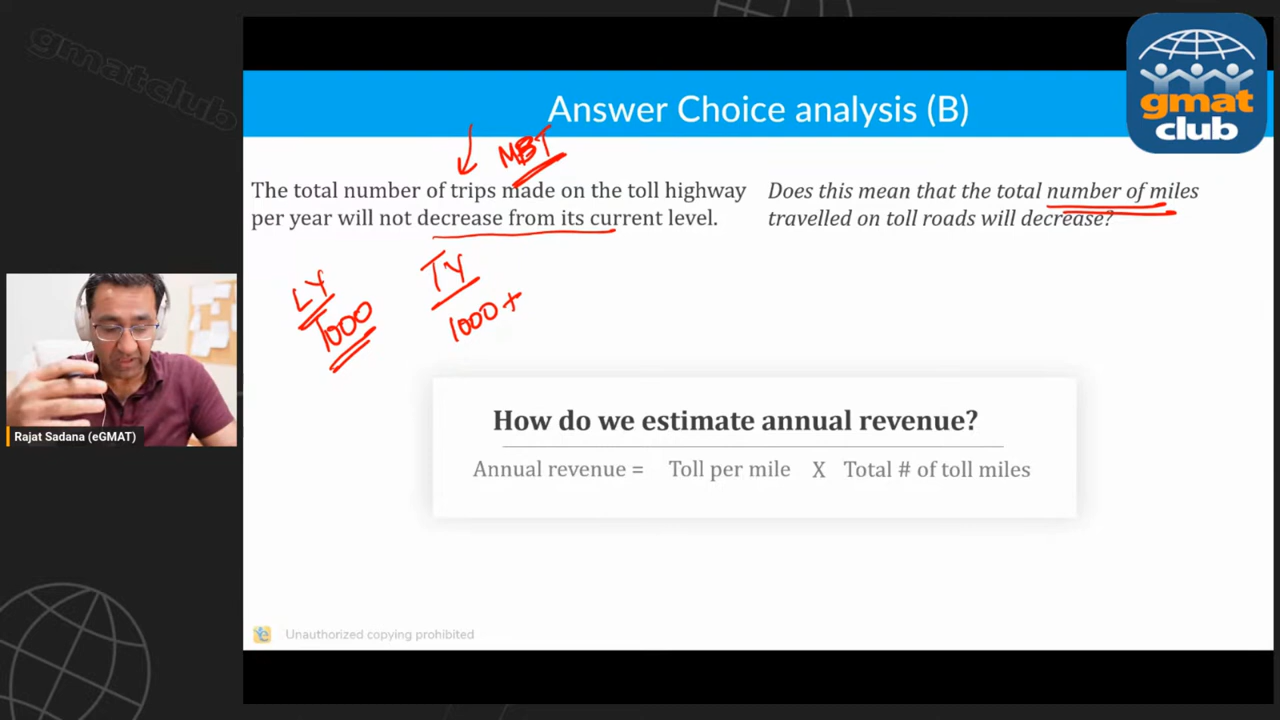 gmatclub
gmat
club
Answer Choice analysis (B)
MBT
The total number of trips made on the toll highway
per year will not decrease from its current level.
Does this mean that the total number of miles
travelled on toll roads will decrease?
LY
1000
TY
1000+
How do we estimate annual revenue?
Annual revenue = Toll per mile X Total # of toll miles
Rajat Sadana (eGMAT)
Unauthorized copying prohibited